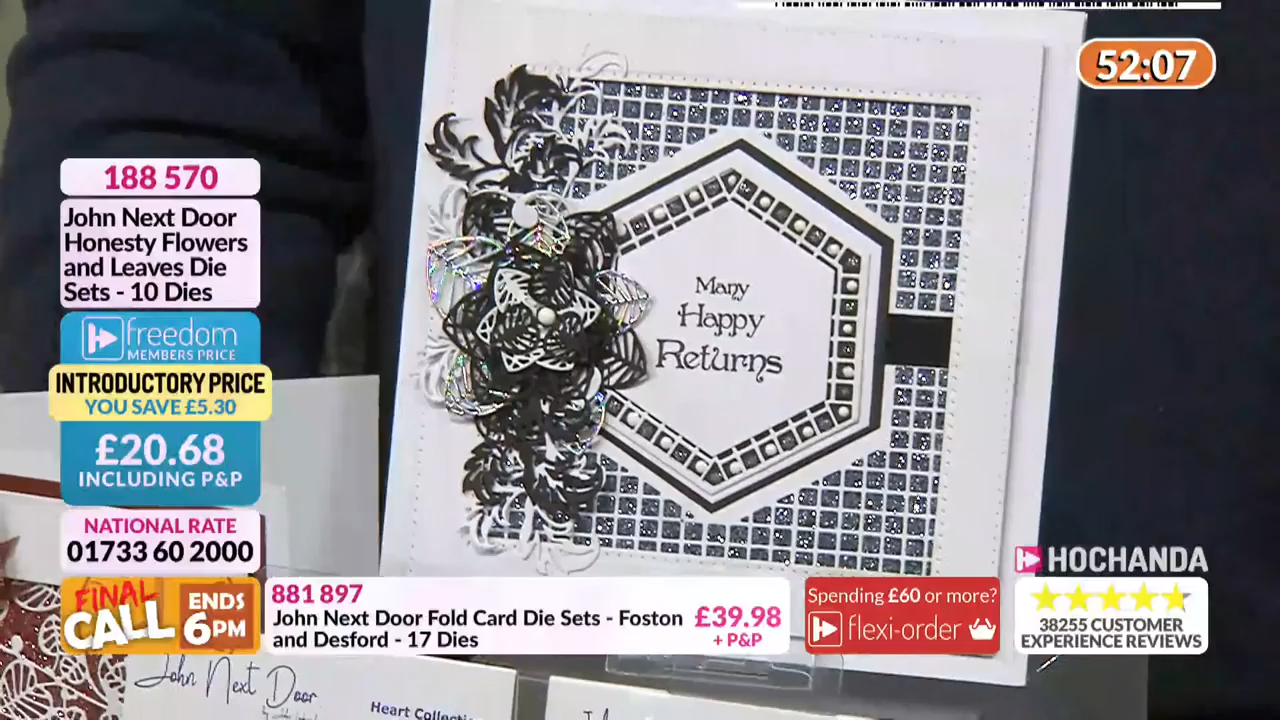 52:07
188 570
John Next Door
Honesty Flowers
and Leaves Die
Sets - 10 Dies
freedom
MEMBERS PRICE
INTRODUCTORY PRICE
YOU SAVE £5.30
£20.68
INCLUDING P&P
NATIONAL RATE
01733 60 2000
Many
Happy
Returns
HOCHANDA
FINAL
CALL
ENDS
6PM
881 897
John Next Door Fold Card Die Sets - Foston
and Desford - 17 Dies
£39.98
+ P&P
Spending £60 or more?
flexi-order
38255 CUSTOMER
EXPERIENCE REVIEWS
John Next Door